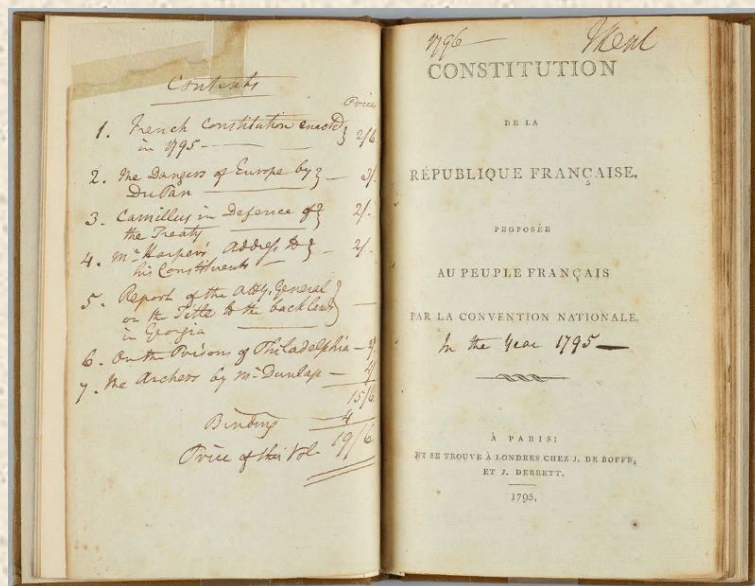 Contents
Price
1. French Constitution enacted
in 1795 - 2/6
2. The Dangers of Europe by
Du Pan - 3/.
3. Camillus in Defence of
the Treaty 2/.
4. Mr Harper's Address to
his Constituents - 2/.
5. Report of the Atty. General
on the Title to the back lands
in Georgia
6. On the Prisons of Philadelphia -
7. The Archers by Mr Dunlap -
15/6
Binding 4
Price of this Vol. 19/6
1796
CONSTITUTION
DE LA
RÉPUBLIQUE FRANÇAISE,
PROPOSÉE
AU PEUPLE FRANÇAIS
PAR LA CONVENTION NATIONALE.
In the Year 1795 —
À PARIS:
ET SE TROUVE À LONDRES CHEZ J. DE BOFFE,
ET J. DEBRETT.
1795.